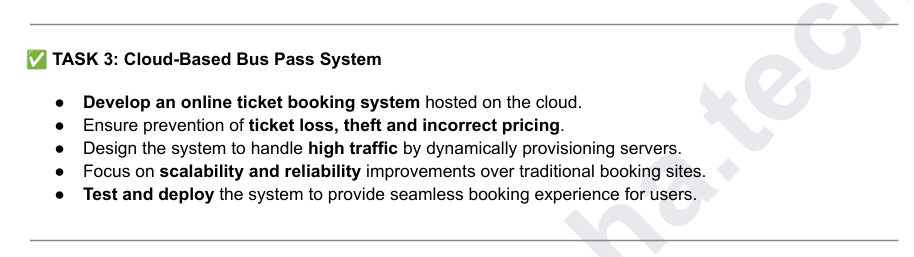 ✅ TASK 3: Cloud-Based Bus Pass System
● Develop an online ticket booking system hosted on the cloud.
● Ensure prevention of ticket loss, theft and incorrect pricing.
● Design the system to handle high traffic by dynamically provisioning servers.
● Focus on scalability and reliability improvements over traditional booking sites.
● Test and deploy the system to provide seamless booking experience for users.
ha.tech